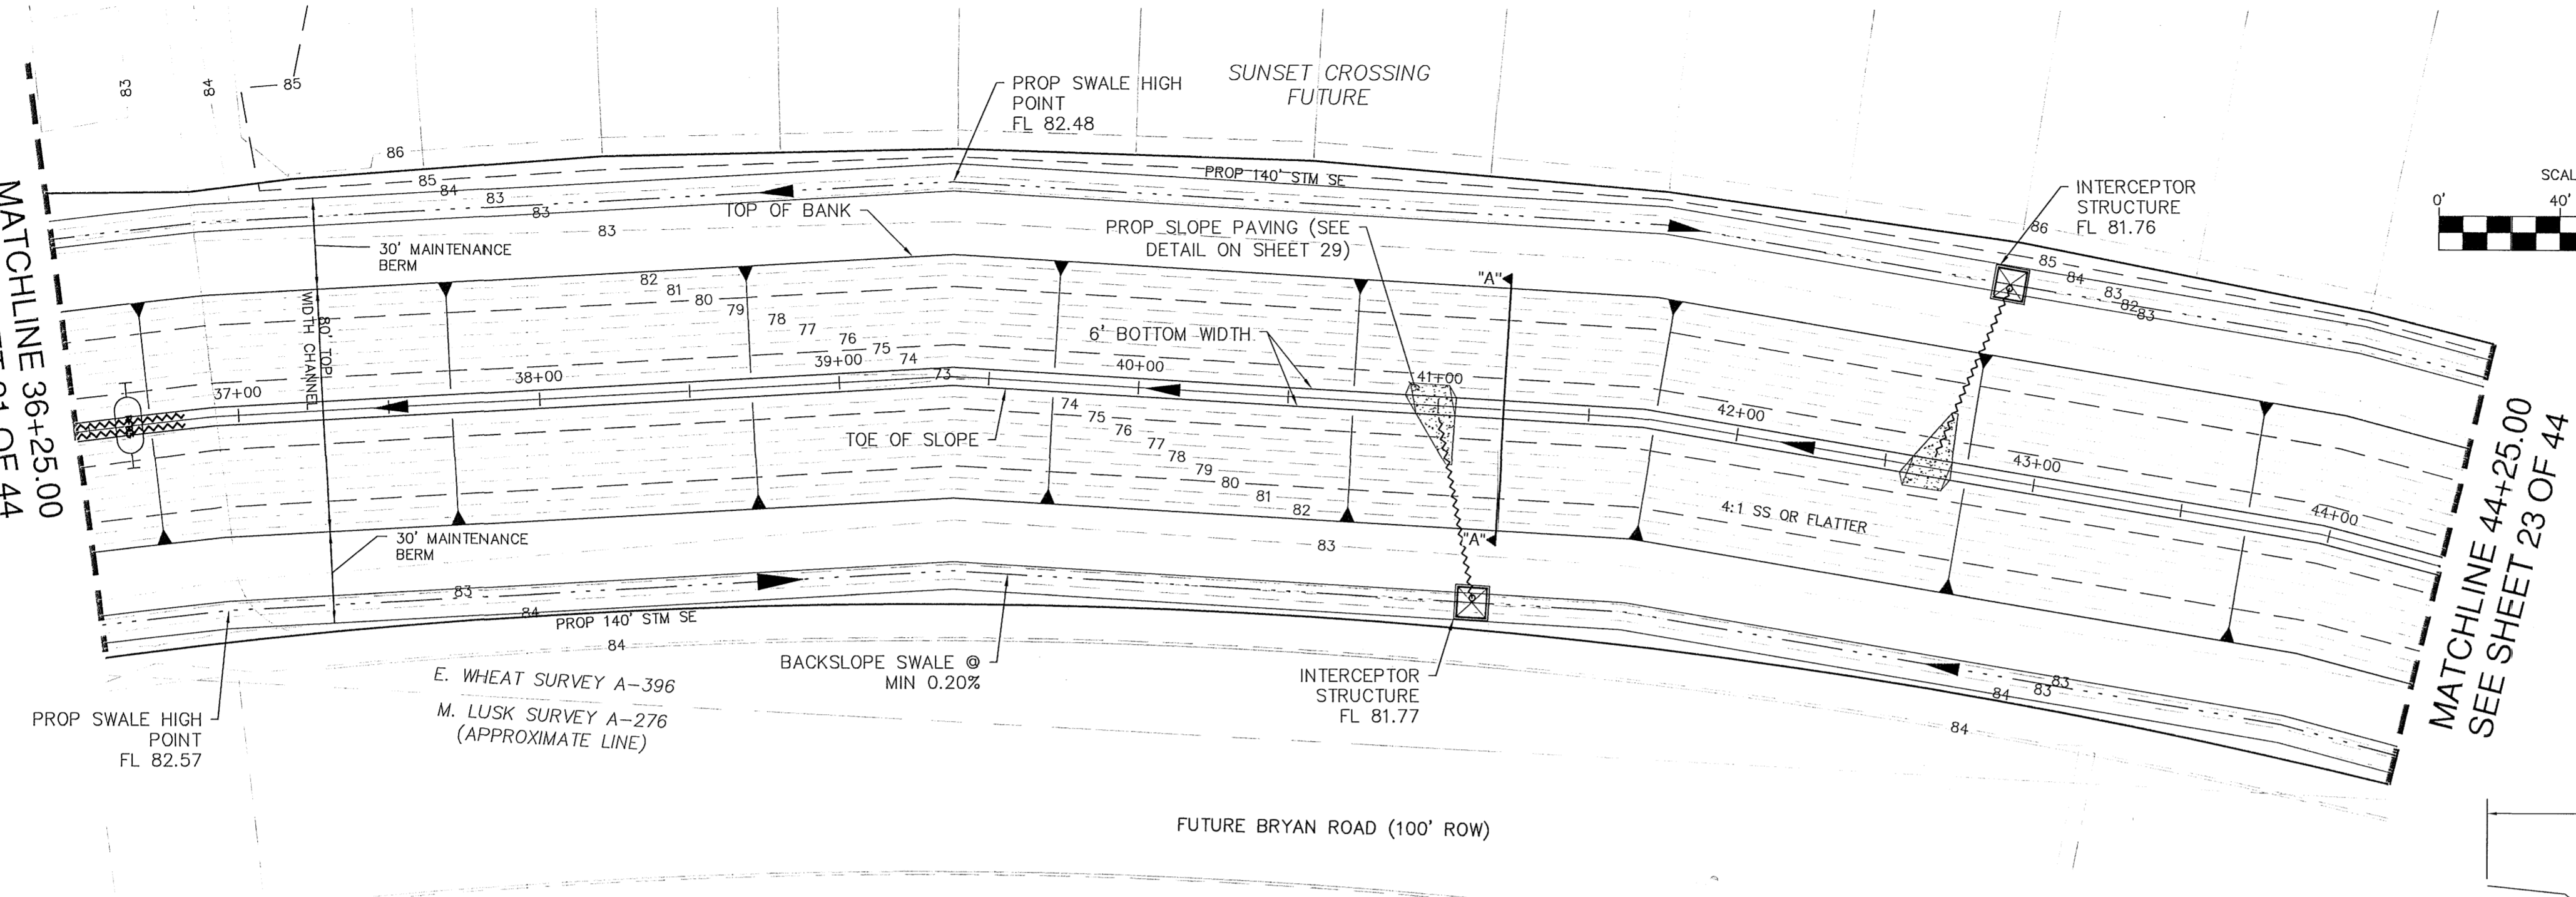 83
84
85
86
PROP SWALE HIGH
POINT
FL 82.48
SUNSET CROSSING
FUTURE
MATCHLINE 36+25.00
OF 44
85
84
83
83
83
TOP OF BANK
30' MAINTENANCE
BERM
PROP 140' STM SE
PROP SLOPE PAVING (SEE
DETAIL ON SHEET 29)
"A"
INTERCEPTOR
STRUCTURE
FL 81.76
86
85
84
83
82
83
SCAL
0'
40'
80' TOP
WIDTH CHANNEL
82
81
80
79
78
77
76
75
74
73
6' BOTTOM WIDTH
37+00
38+00
39+00
40+00
41+00
42+00
43+00
44+00
TOE OF SLOPE
74
75
76
77
78
79
80
81
82
83
4:1 SS OR FLATTER
"A"
30' MAINTENANCE
BERM
83
84
PROP 140' STM SE
84
E. WHEAT SURVEY A-396
M. LUSK SURVEY A-276
(APPROXIMATE LINE)
PROP SWALE HIGH
POINT
FL 82.57
BACKSLOPE SWALE @
MIN 0.20%
INTERCEPTOR
STRUCTURE
FL 81.77
83
83
84
84
MATCHLINE 44+25.00
SEE SHEET 23 OF 44
FUTURE BRYAN ROAD (100' ROW)